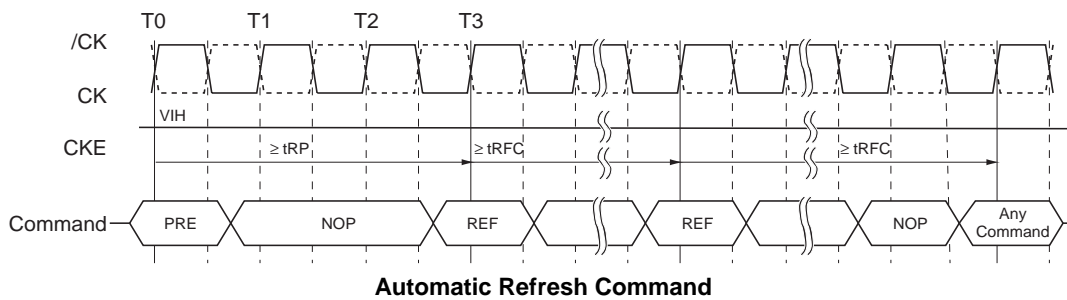 T0 T1 T2 T3
/CK
CK
VIH
CKE
≥ tRP ≥ tRFC ≥ tRFC
Command PRE NOP REF REF NOP Any Command
Automatic Refresh Command